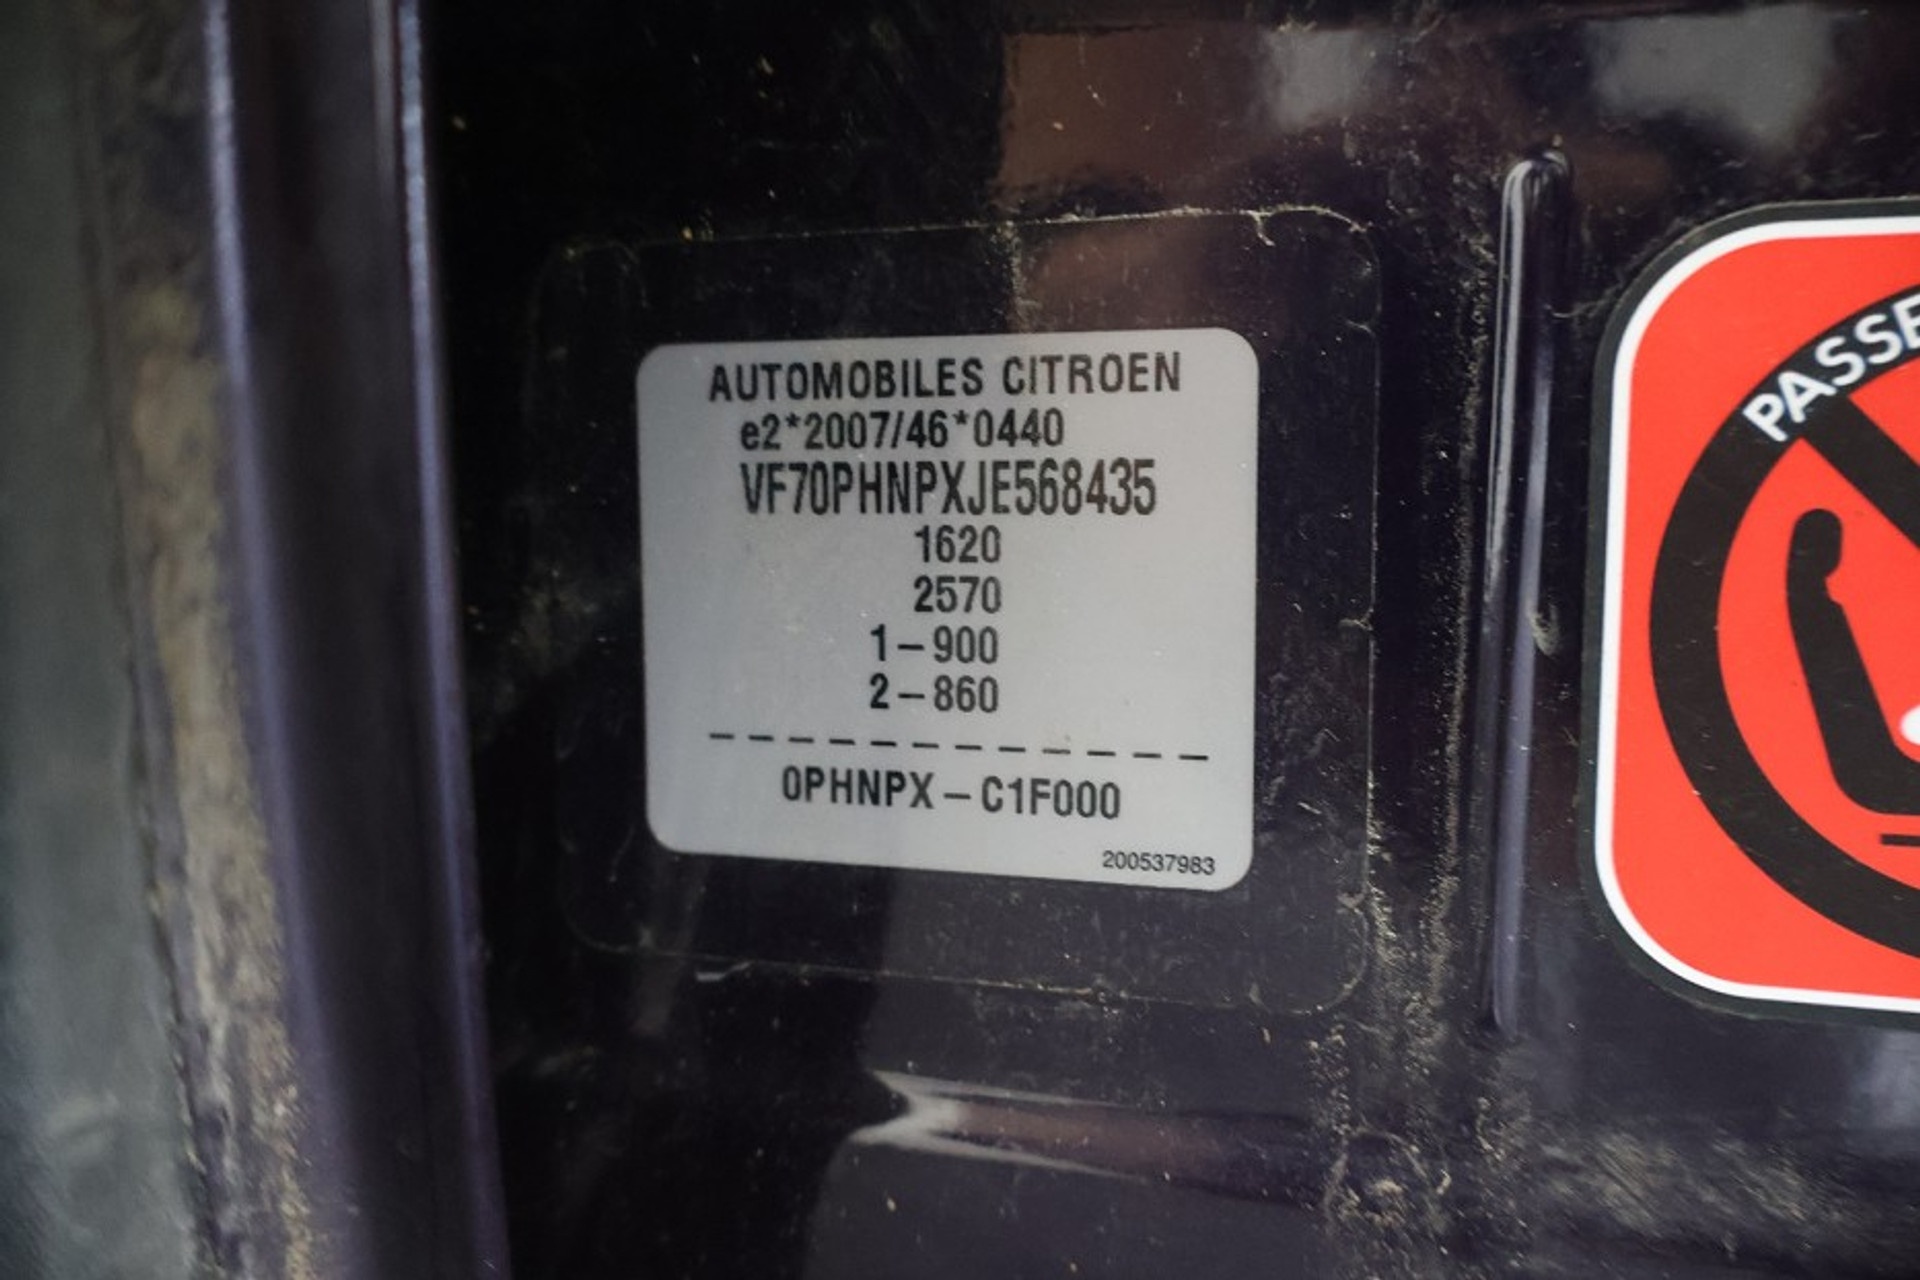 AUTOMOBILES CITROEN
e2*2007/46*0440
VF70PHNPXJE568435
1620
2570
1–900
2–860
0PHNPX–C1F000
200537983
PASSE